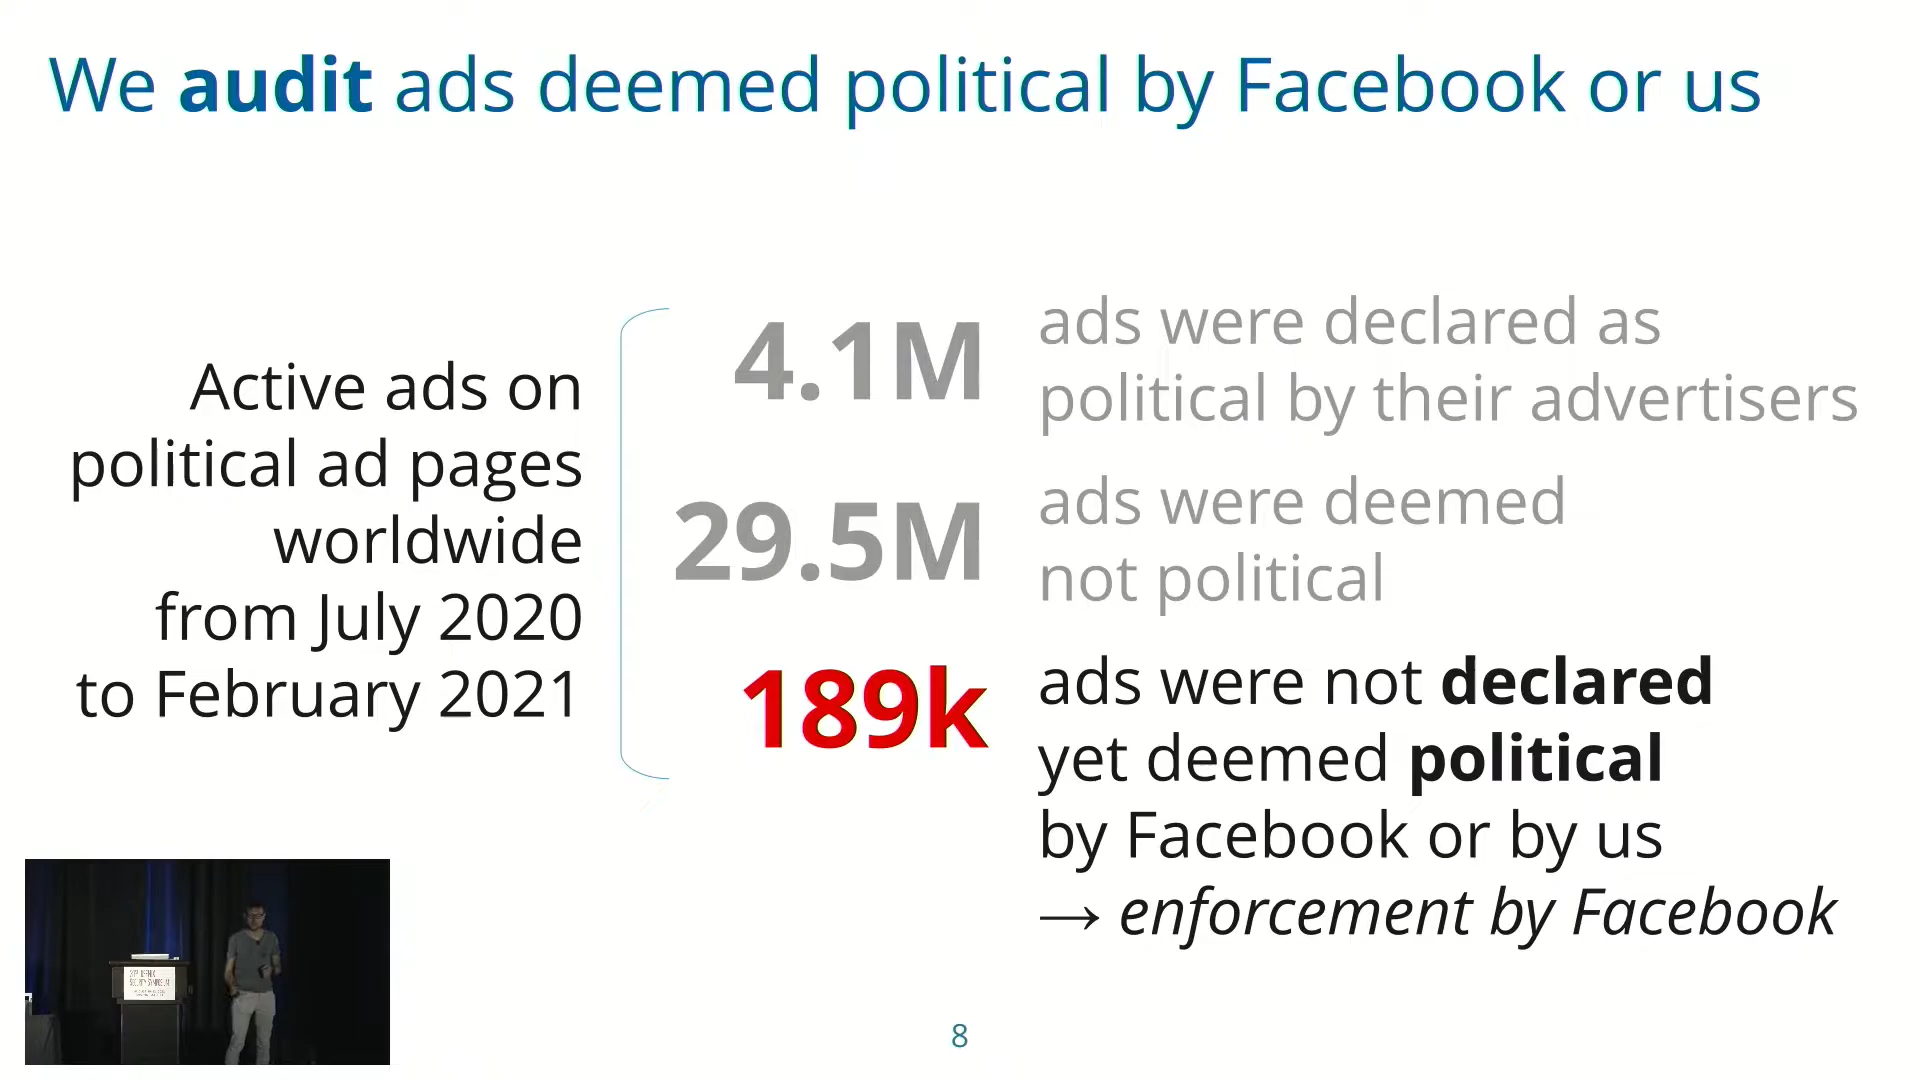 We audit ads deemed political by Facebook or us
Active ads on
political ad pages
worldwide
from July 2020
to February 2021
4.1M
ads were declared as
political by their advertisers
29.5M
ads were deemed
not political
189k
ads were not declared
yet deemed political
by Facebook or by us
→ enforcement by Facebook
SECURITY SYMPOSIUM
8